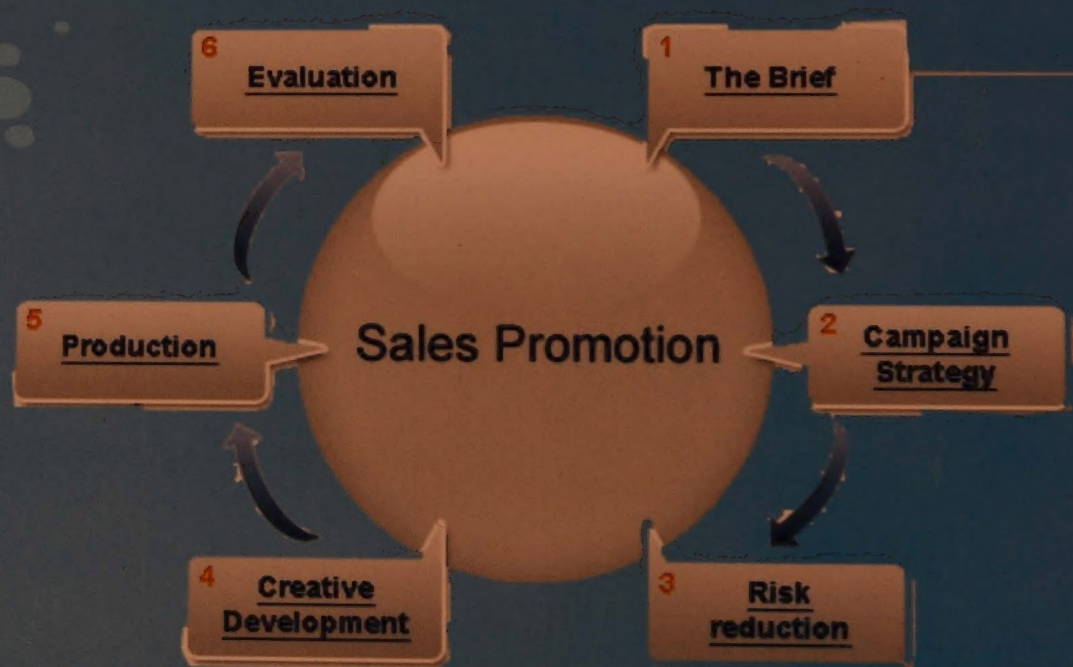 6
Evaluation
1
The Brief
5
Production
Sales Promotion
2
Campaign
Strategy
4
Creative
Development
3
Risk
reduction